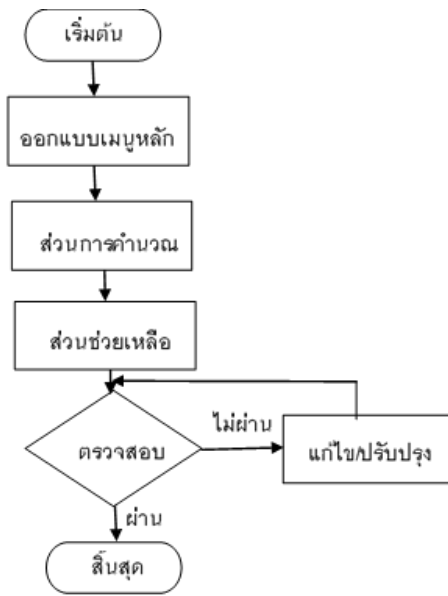 เริ่มต้น
ออกแบบเมนูหลัก
ส่วนการคำนวณ
ส่วนช่วยเหลือ
ตรวจสอบ
ไม่ผ่าน
แก้ไข/ปรับปรุง
ผ่าน
สิ้นสุด